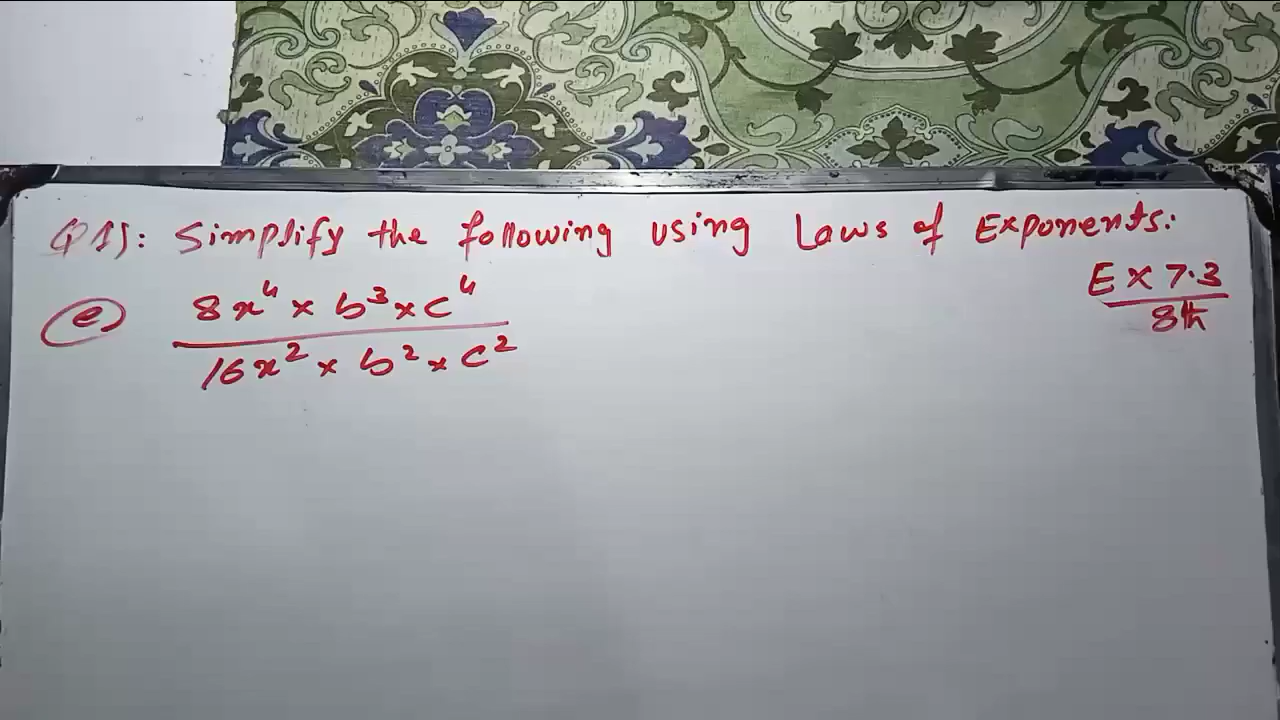 Q1): Simplify the following using Laws of Exponents:
Ex 7.3
8th
(e) 8x⁴ × b³ × c⁴
16x² × b² × c²